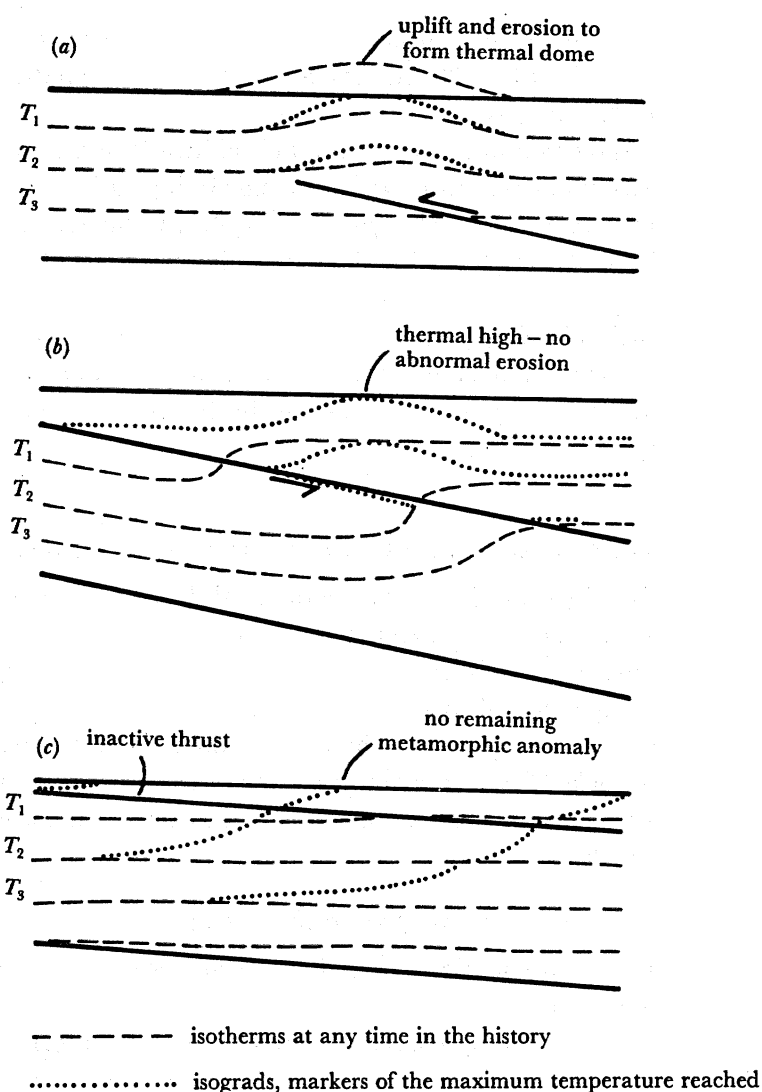 (a)
uplift and erosion to
form thermal dome
T1
T2
T3
(b)
thermal high – no
abnormal erosion
T1
T2
T3
(c)
inactive thrust
no remaining
metamorphic anomaly
T1
T2
T3
isotherms at any time in the history
isograds, markers of the maximum temperature reached